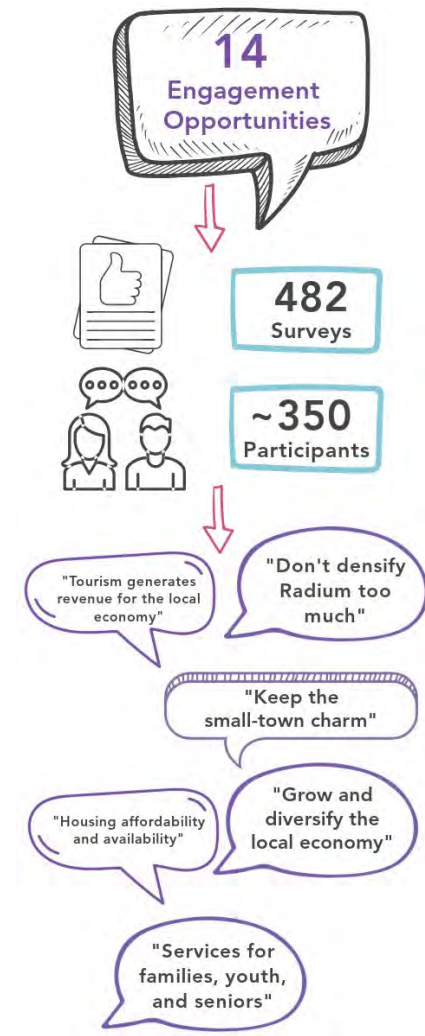 14
Engagement
Opportunities
482
Surveys
~350
Participants
"Tourism generates
revenue for the local
economy"
"Don't densify
Radium too
much"
"Keep the
small-town charm"
"Housing affordability
and availability"
"Grow and
diversify the
local economy"
"Services for
families, youth,
and seniors"